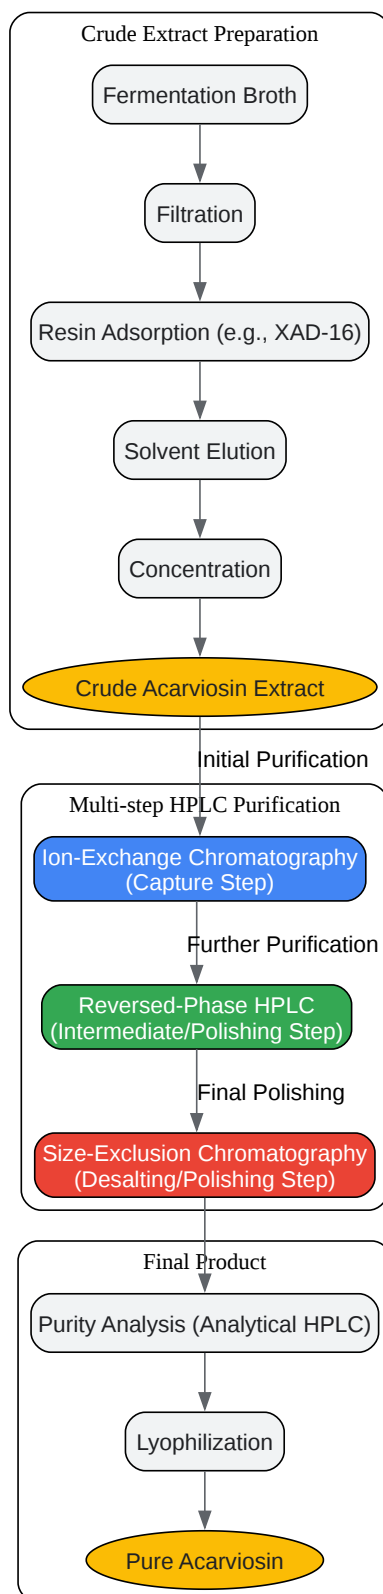 Crude Extract Preparation
Fermentation Broth
Filtration
Resin Adsorption (e.g., XAD-16)
Solvent Elution
Concentration
Crude Acarviosin Extract
Initial Purification
Multi-step HPLC Purification
Ion-Exchange Chromatography
(Capture Step)
Further Purification
Reversed-Phase HPLC
(Intermediate/Polishing Step)
Final Polishing
Size-Exclusion Chromatography
(Desalting/Polishing Step)
Final Product
Purity Analysis (Analytical HPLC)
Lyophilization
Pure Acarviosin